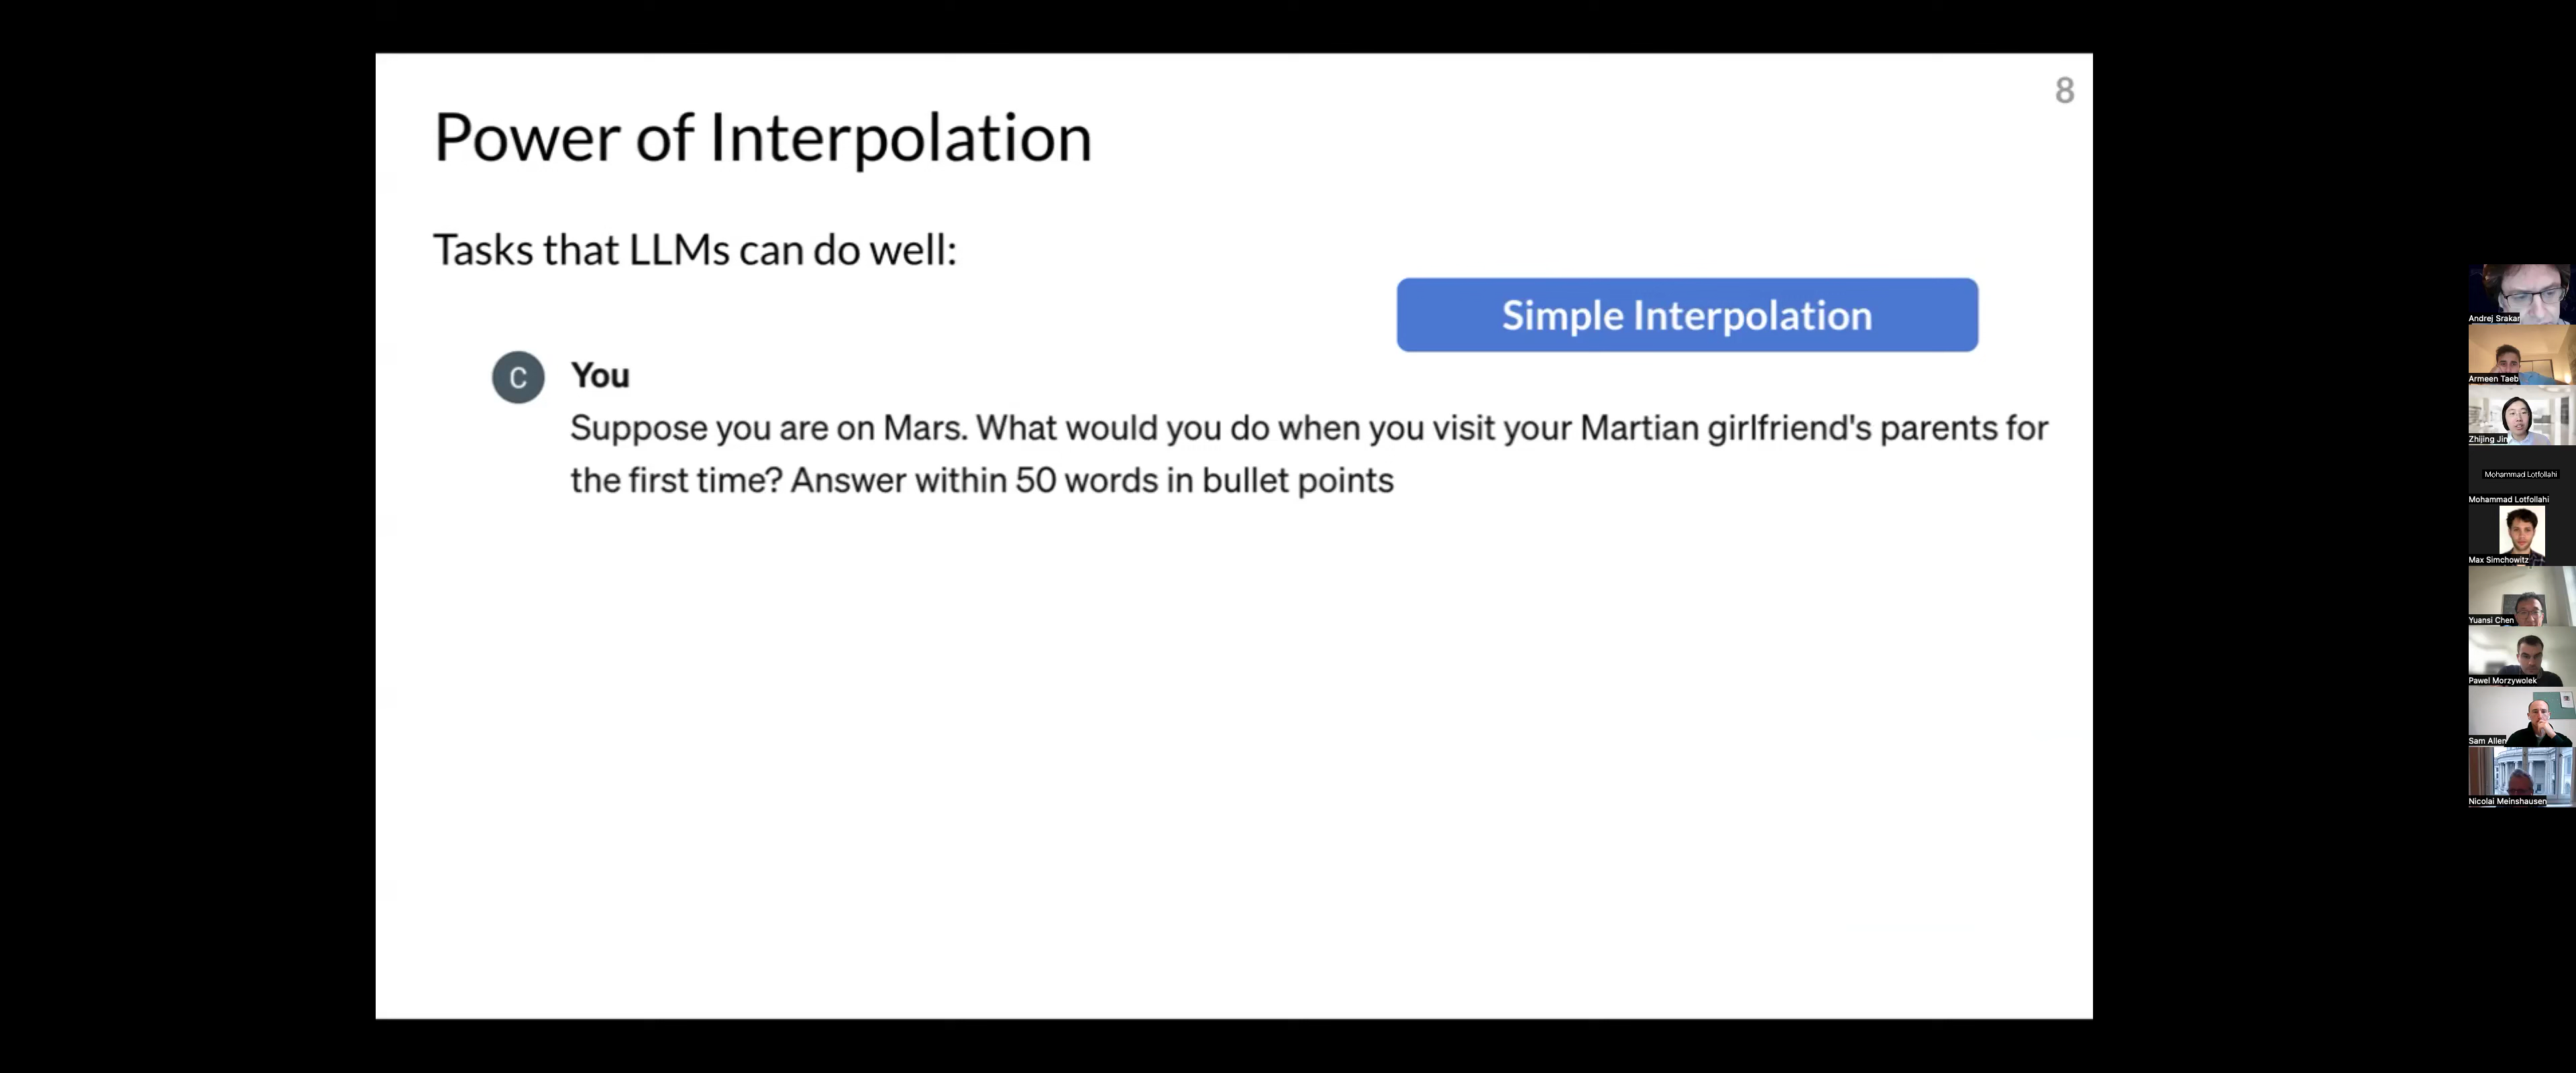 8
Power of Interpolation
Tasks that LLMs can do well:
Simple Interpolation
C
You
Suppose you are on Mars. What would you do when you visit your Martian girlfriend's parents for
the first time? Answer within 50 words in bullet points
Andrej Srakar
Armeen Taeb
Zhijing Jin
Mohammad Lotfollahi
Mohammad Lotfollahi
Max Simchowitz
Yuansi Chen
Pawel Morzywolek
Sam Allen
Nicolai Meinshausen